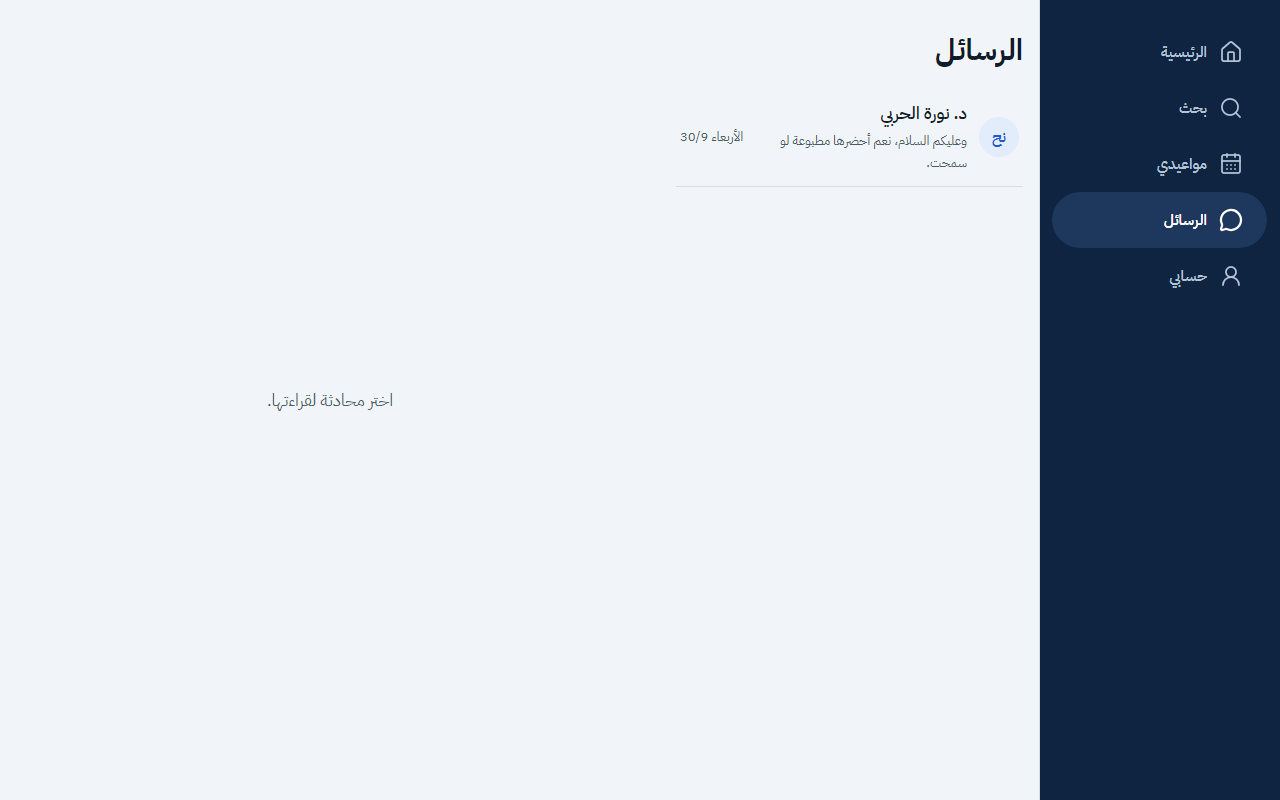 الرئيسية
بحث
مواعيدي
الرسائل
حسابي
الرسائل
نح
د. نورة الحربي
وعليكم السلام، نعم أحضرها مطبوعة لو
سمحت.
الأربعاء 30/9
اختر محادثة لقراءتها.